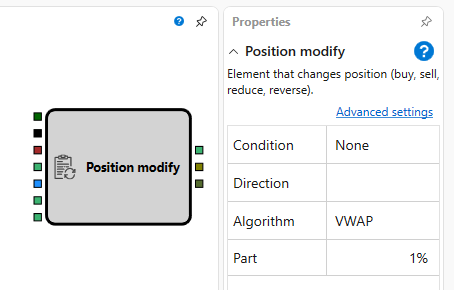 Properties
Position modify
Element that changes position (buy, sell,
reduce, reverse).
Advanced settings
Condition None
Direction
Algorithm VWAP
Part 1%
Position modify